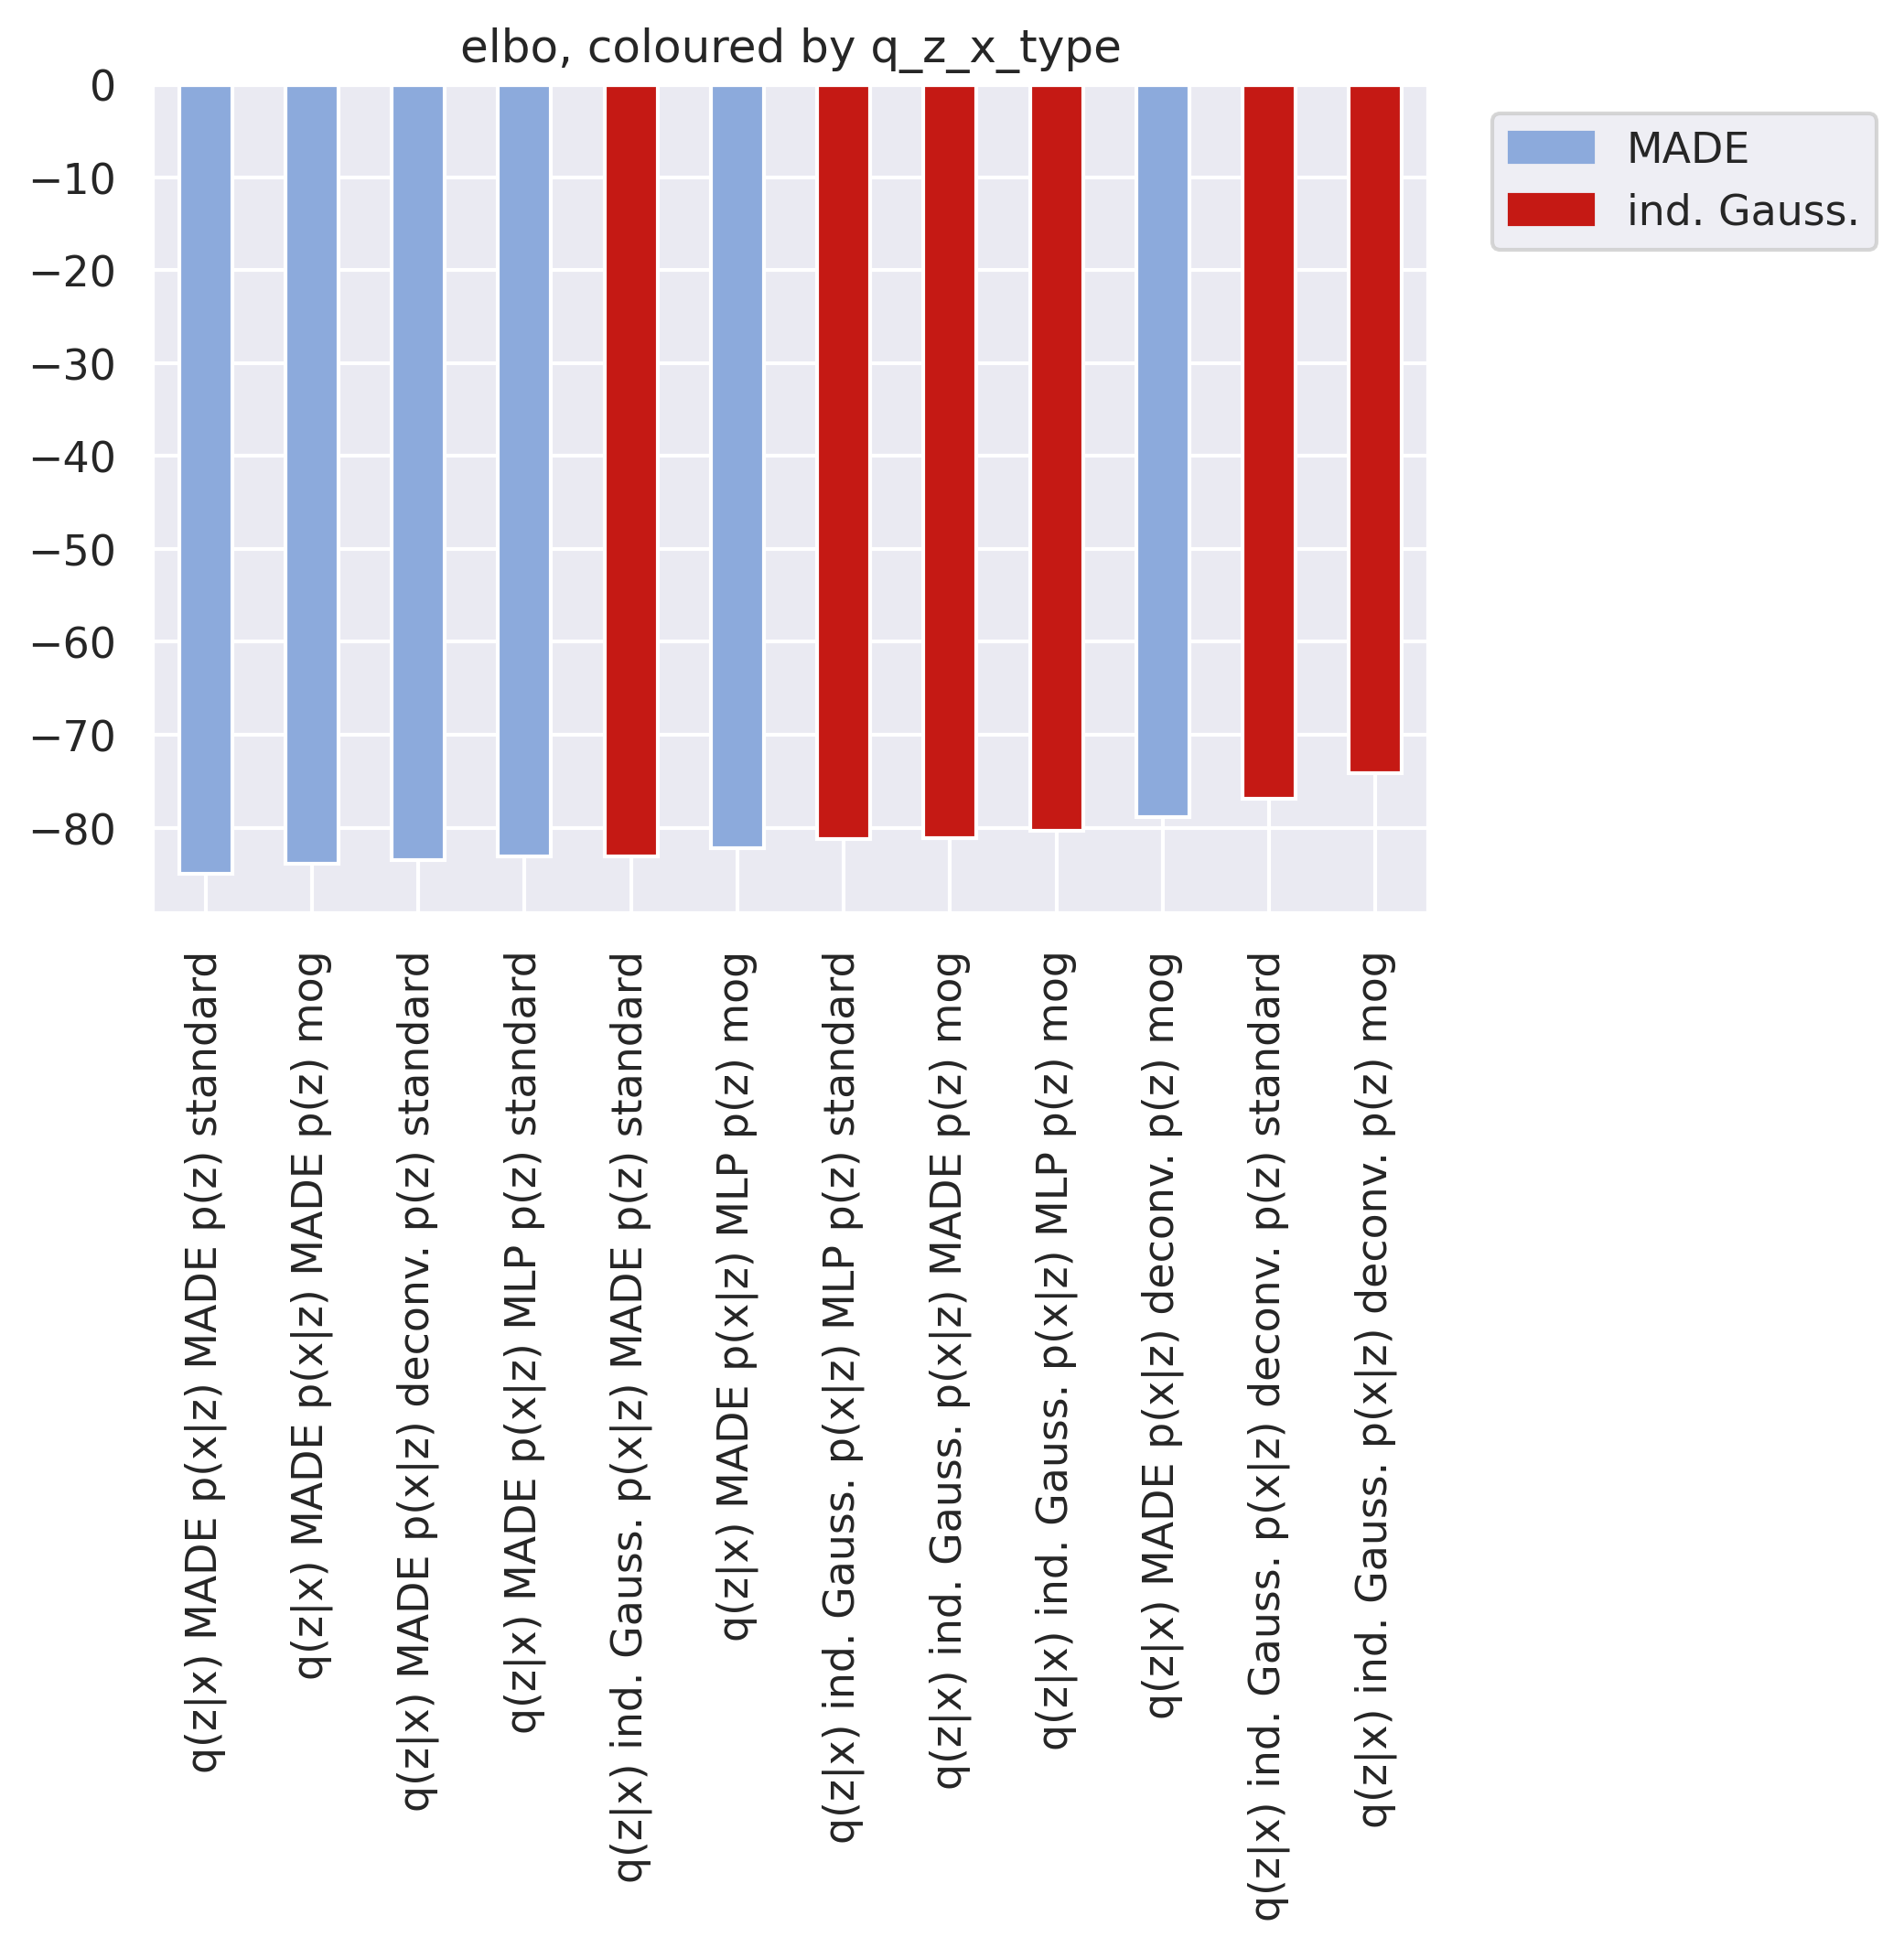 elbo, coloured by q_z_x_type
0
−10
−20
−30
−40
−50
−60
−70
−80
MADE
ind. Gauss.
q(z|x) MADE p(x|z) MADE p(z) standard
q(z|x) MADE p(x|z) MADE p(z) mog
q(z|x) MADE p(x|z) deconv. p(z) standard
q(z|x) MADE p(x|z) MLP p(z) standard
q(z|x) ind. Gauss. p(x|z) MADE p(z) standard
q(z|x) MADE p(x|z) MLP p(z) mog
q(z|x) ind. Gauss. p(x|z) MLP p(z) standard
q(z|x) ind. Gauss. p(x|z) MADE p(z) mog
q(z|x) ind. Gauss. p(x|z) MLP p(z) mog
q(z|x) MADE p(x|z) deconv. p(z) mog
q(z|x) ind. Gauss. p(x|z) deconv. p(z) standard
q(z|x) ind. Gauss. p(x|z) deconv. p(z) mog